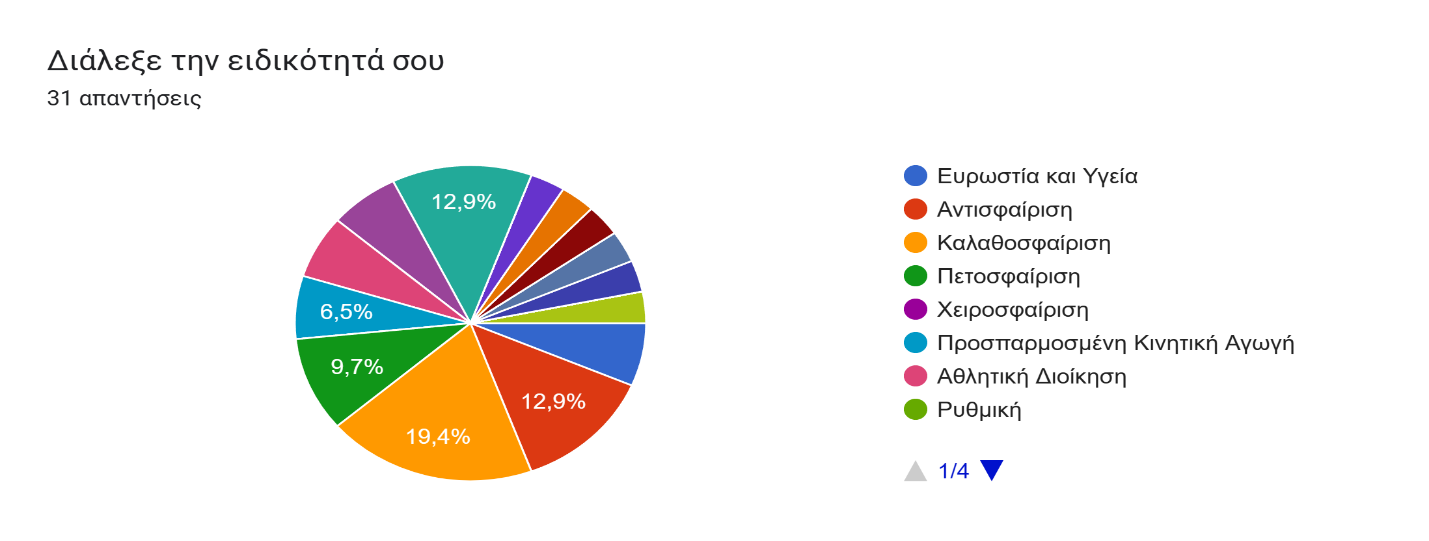 Διάλεξε την ειδικότητά σου
31 απαντήσεις
12,9%
6,5%
9,7%
19,4%
12,9%
Ευρωστία και Υγεία
Αντισφαίριση
Καλαθοσφαίριση
Πετοσφαίριση
Χειροσφαίριση
Προσπαρμοσμένη Κινητική Αγωγή
Αθλητική Διοίκηση
Ρυθμική
1/4